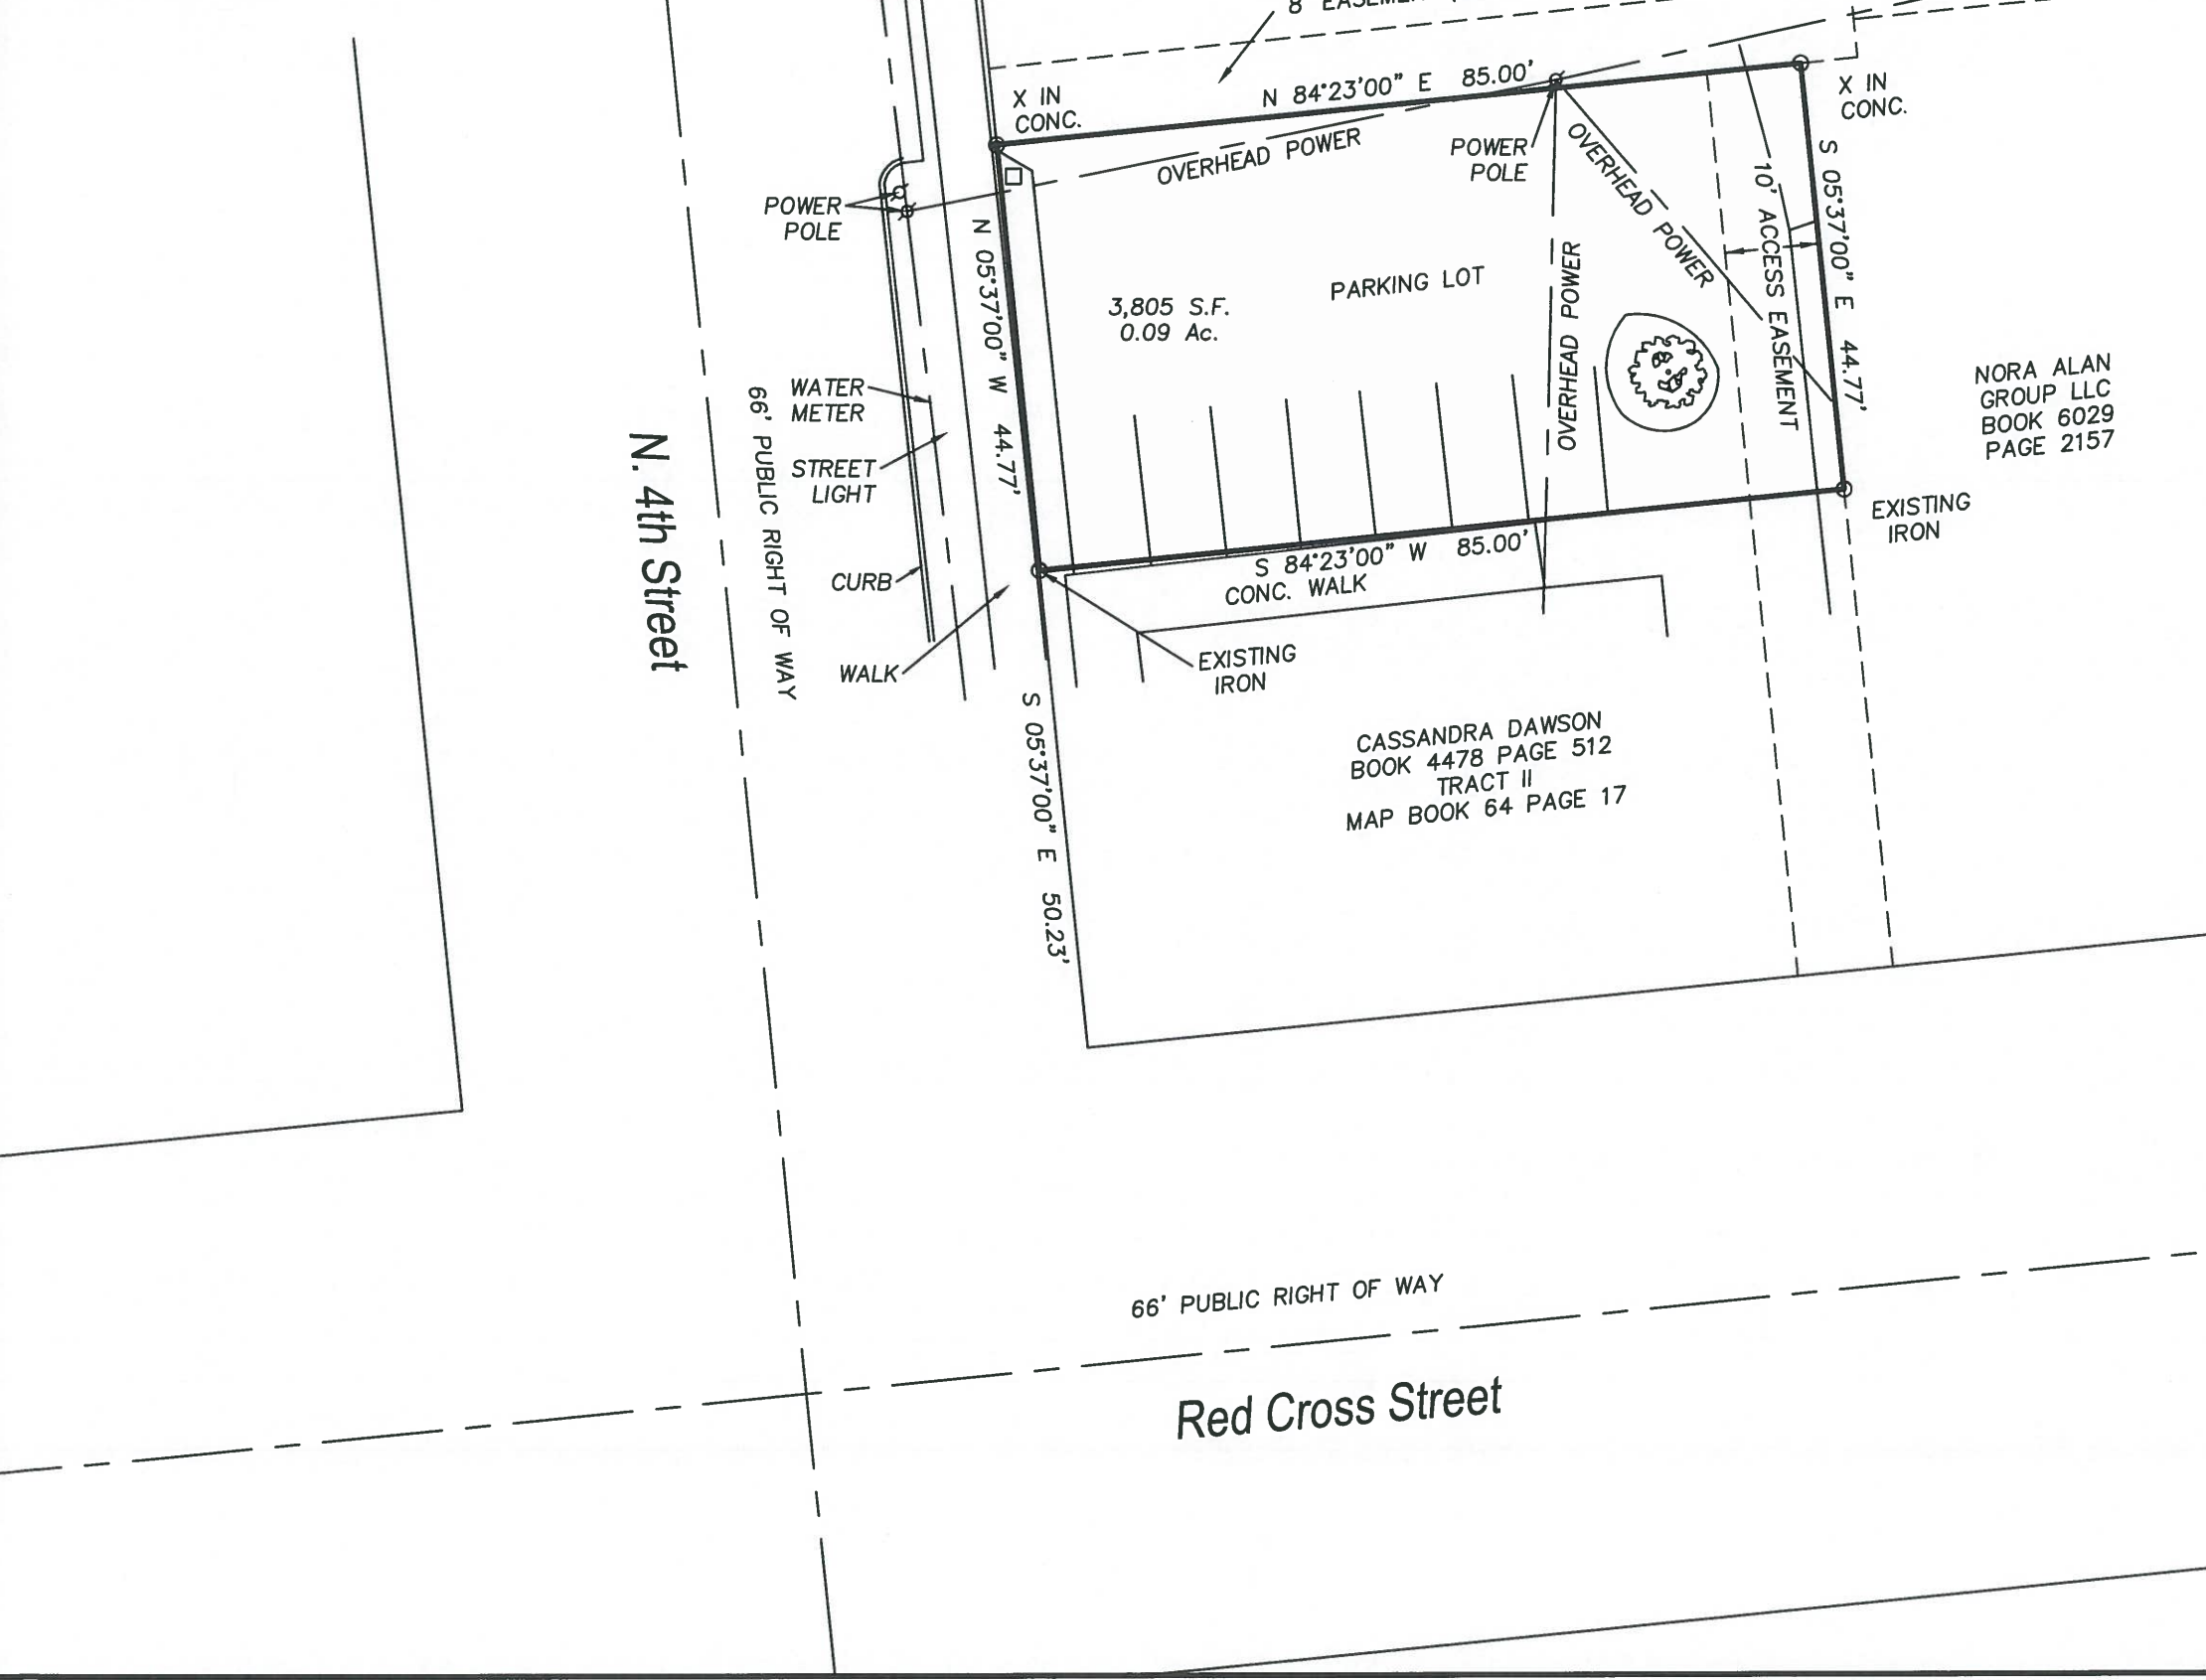 8' EASEMENT
X IN
CONC.
N 84°23'00" E 85.00'
X IN
CONC.
POWER
POLE
OVERHEAD POWER
POWER
POLE
OVERHEAD POWER
10' ACCESS EASEMENT
S 05°37'00" E 44.77'
N 05°37'00" W 44.77'
3,805 S.F.
0.09 Ac.
PARKING LOT
OVERHEAD POWER
NORA ALAN
GROUP LLC
BOOK 6029
PAGE 2157
WATER
METER
STREET
LIGHT
66' PUBLIC RIGHT OF WAY
N. 4th Street
CURB
WALK
S 84°23'00" W 85.00'
CONC. WALK
EXISTING
IRON
EXISTING
IRON
S 05°37'00" E 50.23'
CASSANDRA DAWSON
BOOK 4478 PAGE 512
TRACT II
MAP BOOK 64 PAGE 17
66' PUBLIC RIGHT OF WAY
Red Cross Street